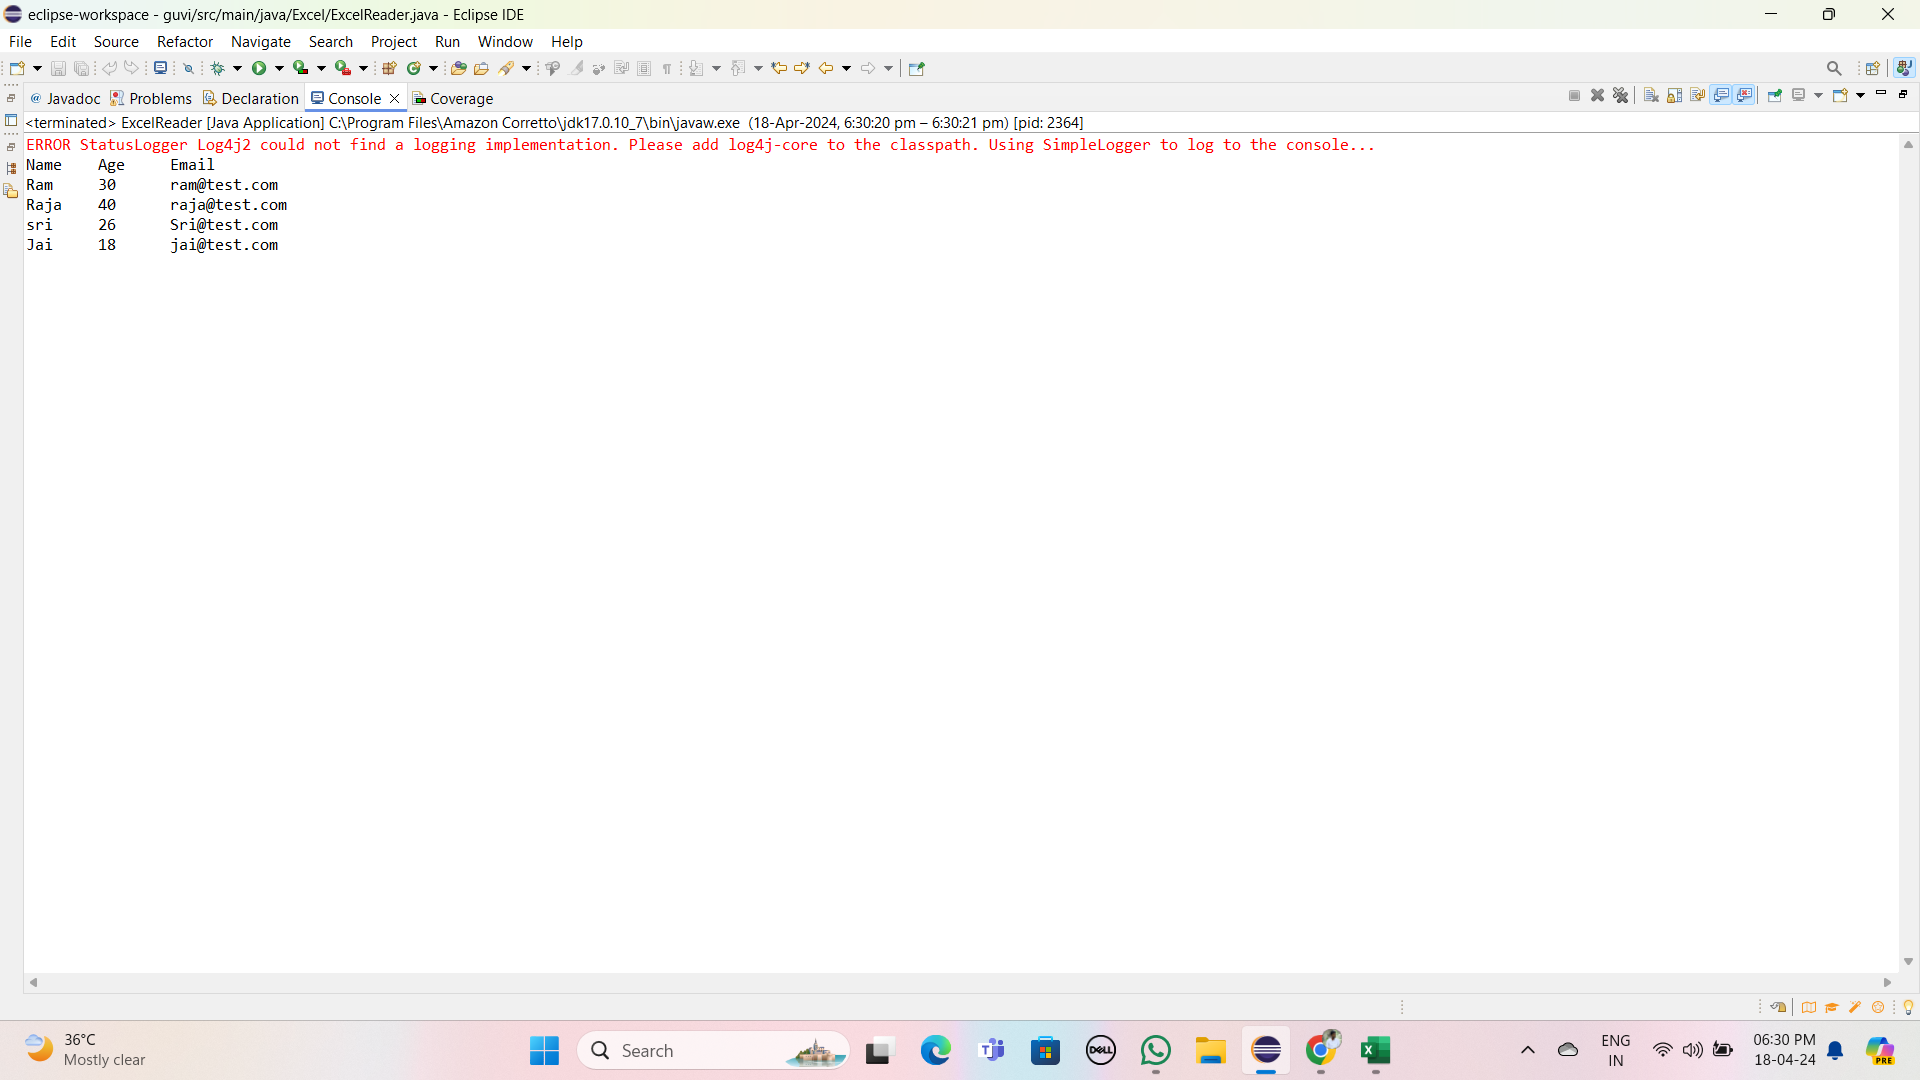 eclipse-workspace - guvi/src/main/java/Excel/ExcelReader.java - Eclipse IDE
File Edit Source Refactor Navigate Search Project Run Window Help
Javadoc Problems Declaration Console Coverage
<terminated> ExcelReader [Java Application] C:\Program Files\Amazon Corretto\jdk17.0.10_7\bin\javaw.exe (18-Apr-2024, 6:30:20 pm – 6:30:21 pm) [pid: 2364]
ERROR StatusLogger Log4j2 could not find a logging implementation. Please add log4j-core to the classpath. Using SimpleLogger to log to the console...
Name Age Email
Ram 30 ram@test.com
Raja 40 raja@test.com
sri 26 Sri@test.com
Jai 18 jai@test.com
36°C
Mostly clear
Search
DELL
ENG
IN
06:30 PM
18-04-24
PRE